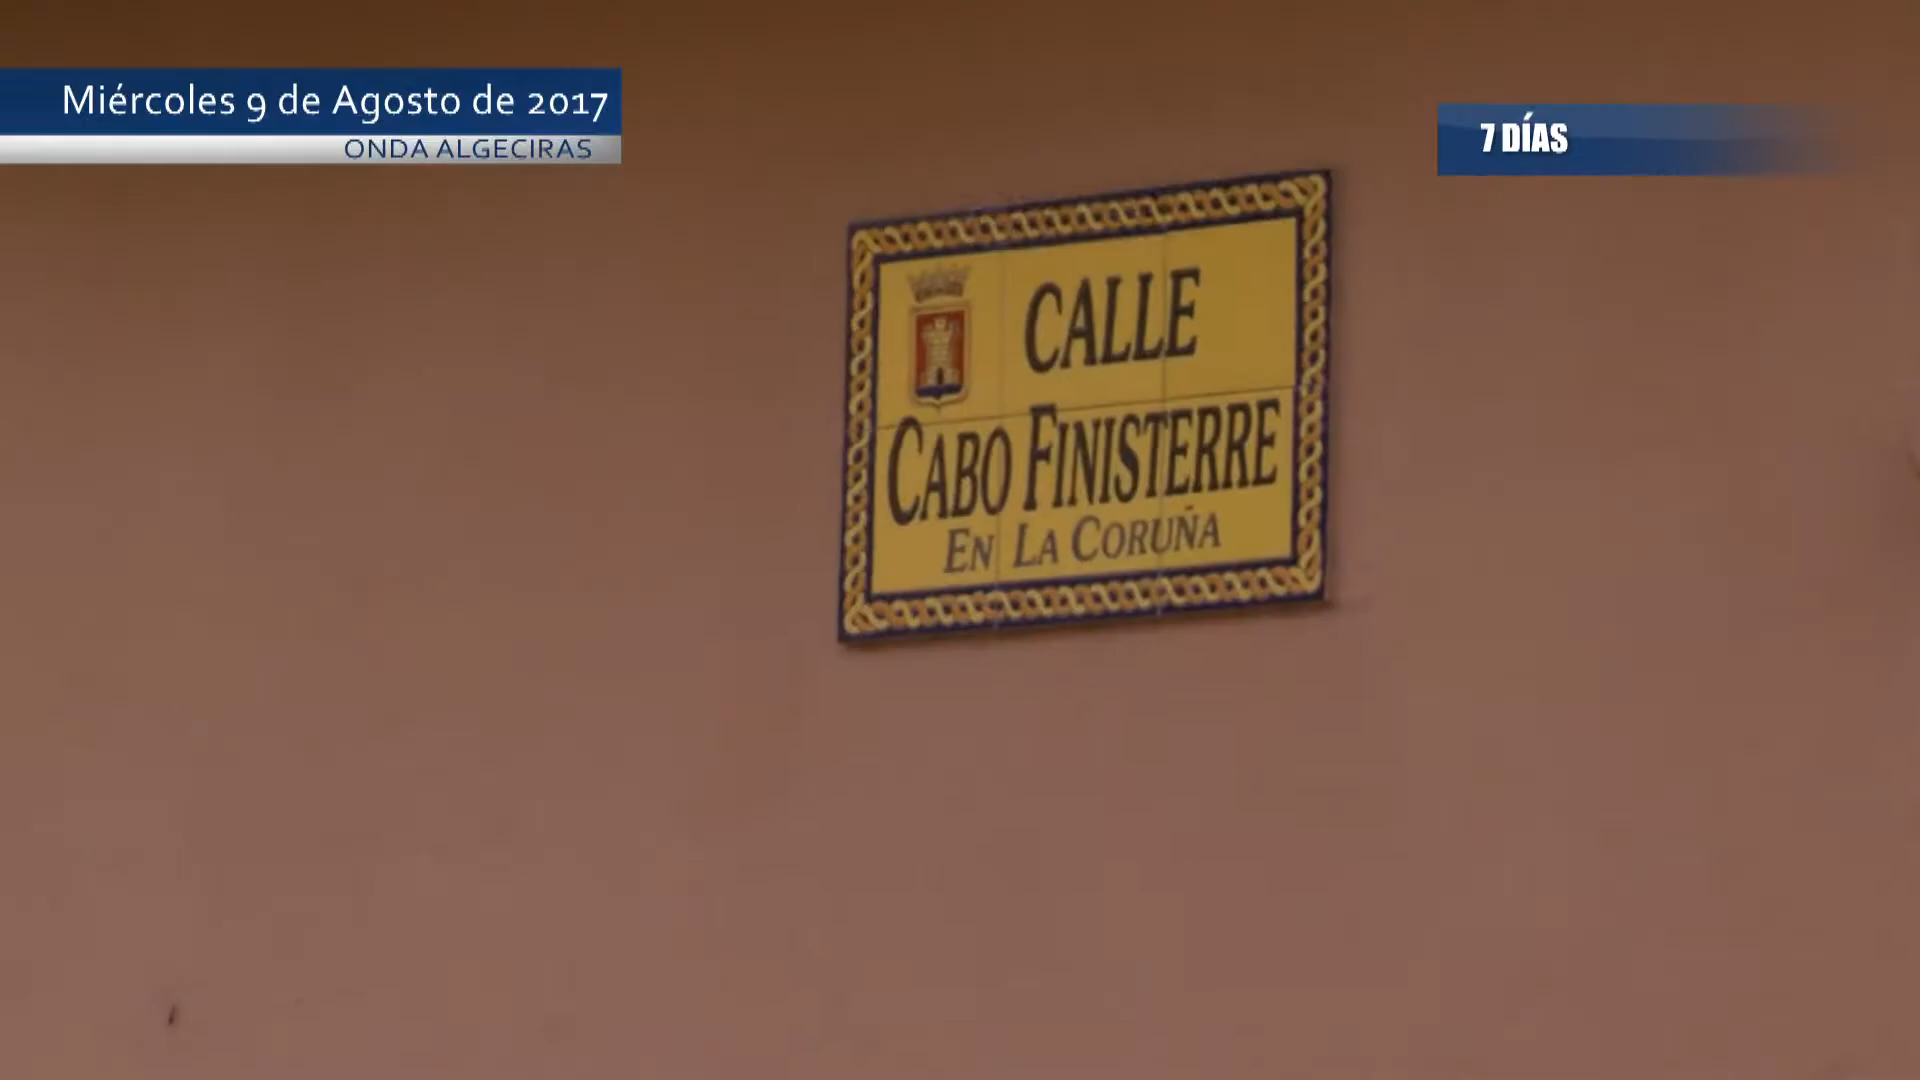 Miércoles 9 de Agosto de 2017
ONDA ALGECIRAS
7 DÍAS
CALLE
CABO FINISTERRE
EN LA CORUÑA